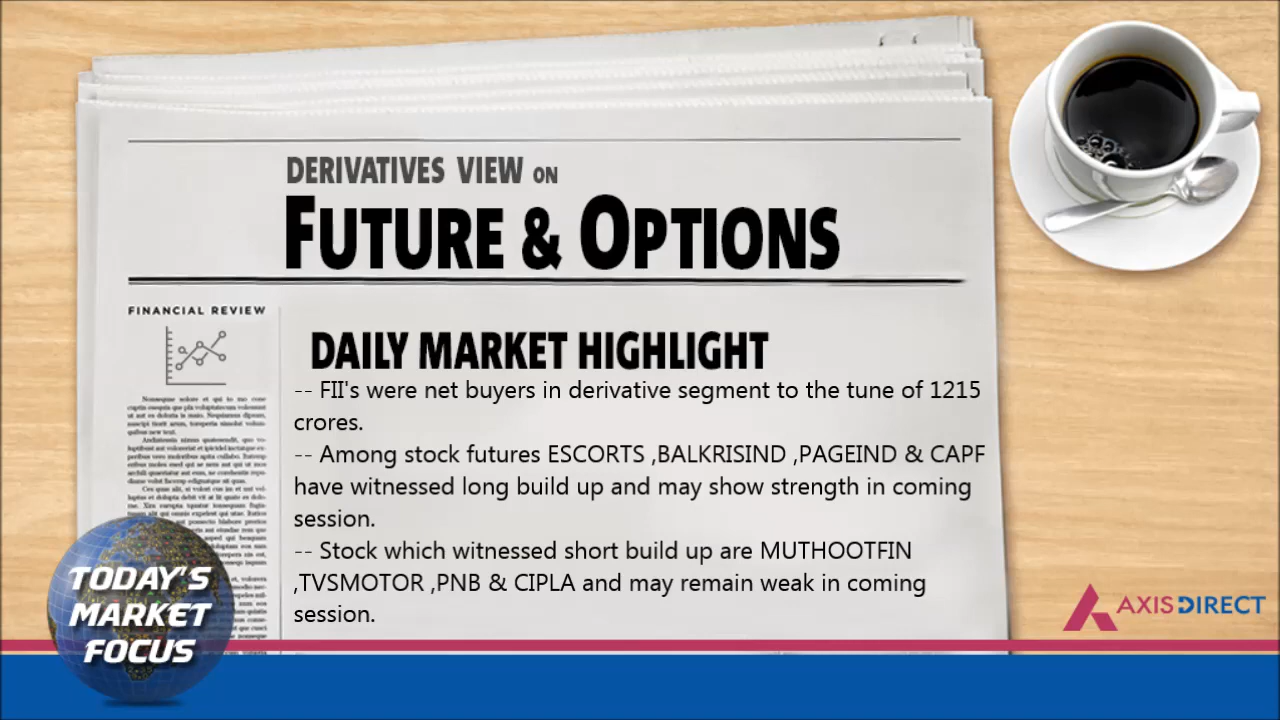 DERIVATIVES VIEW ON
FUTURE & OPTIONS
FINANCIAL REVIEW
DAILY MARKET HIGHLIGHT
-- FII's were net buyers in derivative segment to the tune of 1215
crores.
-- Among stock futures ESCORTS ,BALKRISIND ,PAGEIND & CAPF
have witnessed long build up and may show strength in coming
session.
-- Stock which witnessed short build up are MUTHOOTFIN
,TVSMOTOR ,PNB & CIPLA and may remain weak in coming
session.
TODAY'S
MARKET
FOCUS
AXIS DIRECT